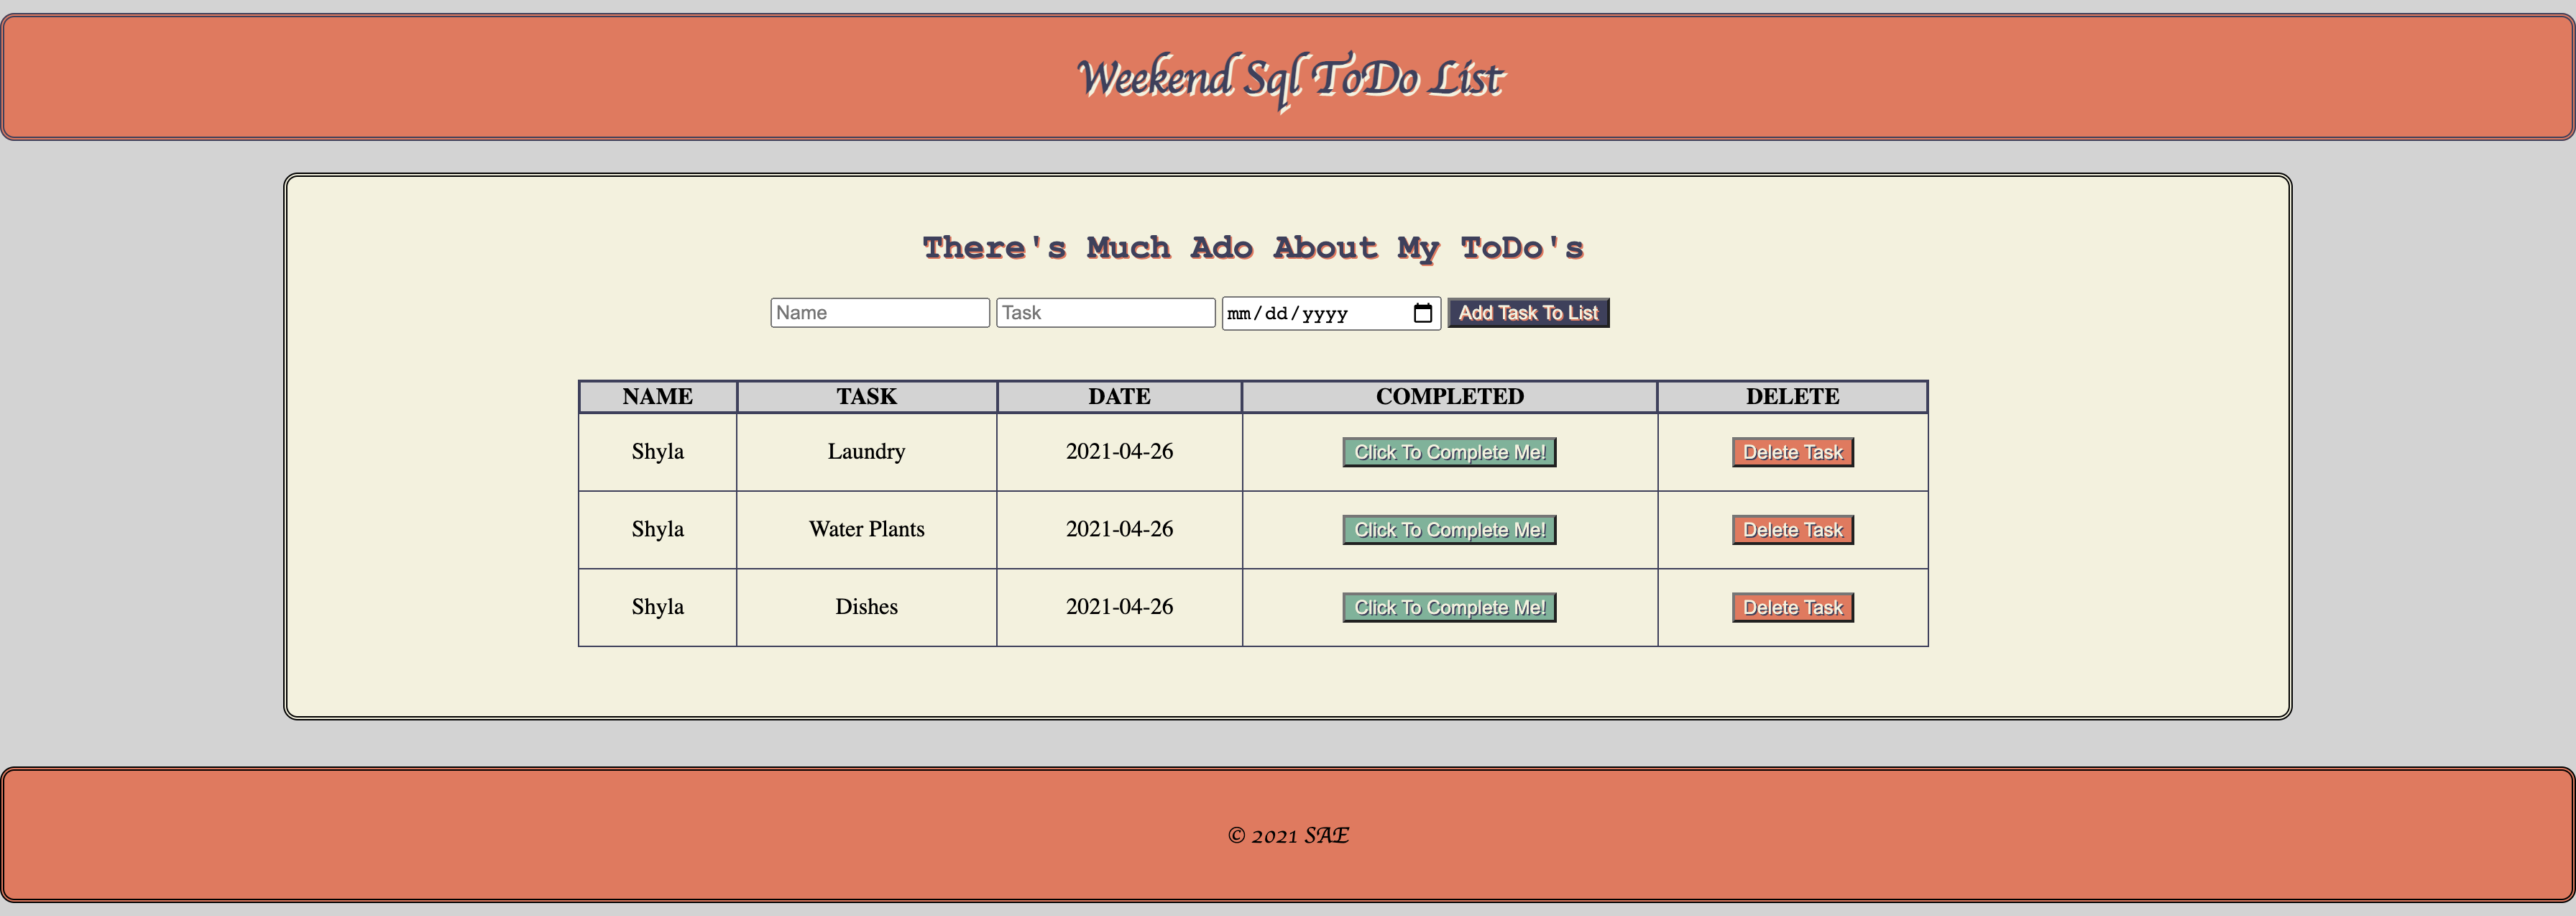 Weekend Sql ToDo List
There's Much Ado About My ToDo's
Name Task mm/dd/yyyy Add Task To List
NAME TASK DATE COMPLETED DELETE
Shyla Laundry 2021-04-26 Click To Complete Me! Delete Task
Shyla Water Plants 2021-04-26 Click To Complete Me! Delete Task
Shyla Dishes 2021-04-26 Click To Complete Me! Delete Task
© 2021 SAE